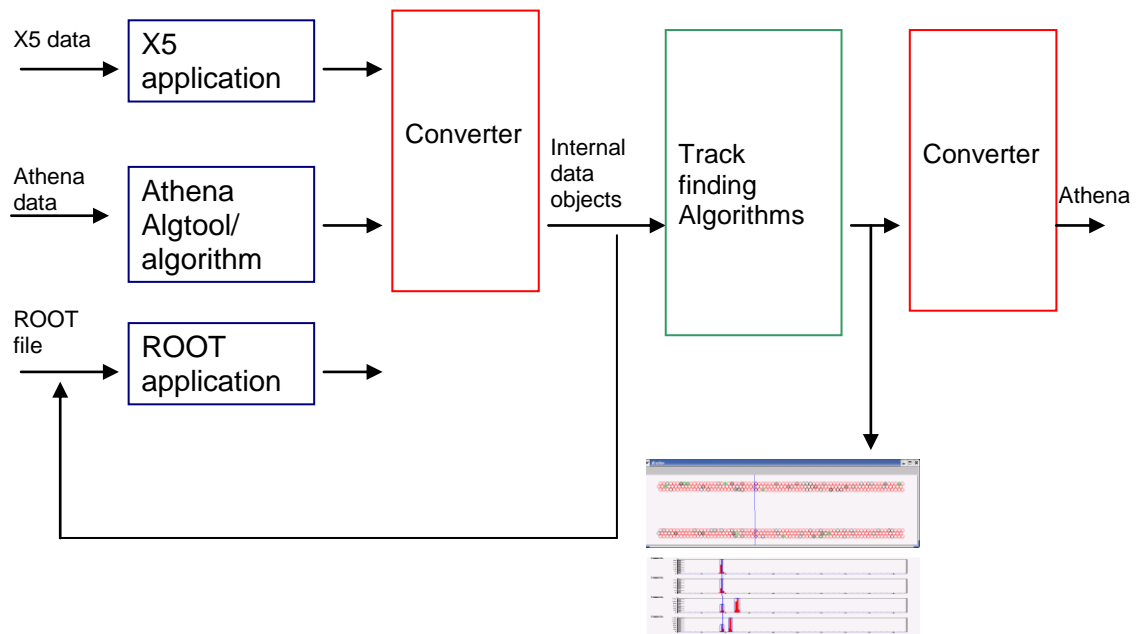 X5 data
X5
application
Converter
Internal
data
objects
Track
finding
Algorithms
Converter
Athena
Athena
data
Athena
Algtool/
algorithm
ROOT
file
ROOT
application